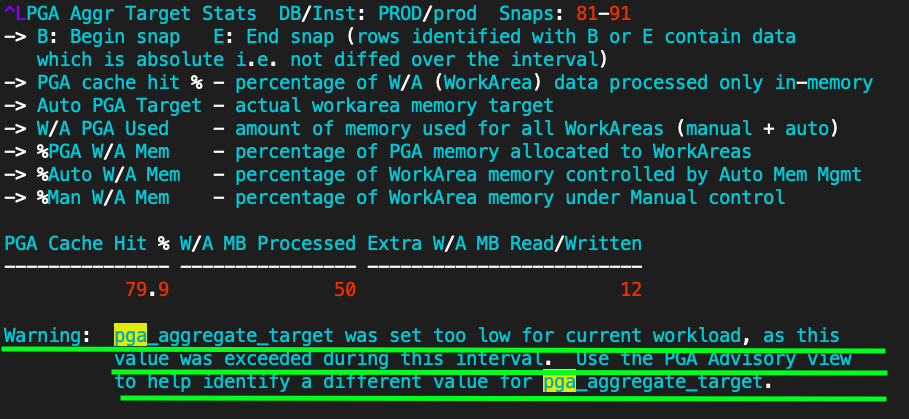 ^LPGA Aggr Target Stats  DB/Inst: PROD/prod  Snaps: 81-91
-> B: Begin snap   E: End snap (rows identified with B or E contain data
   which is absolute i.e. not diffed over the interval)
-> PGA cache hit % - percentage of W/A (WorkArea) data processed only in-memory
-> Auto PGA Target - actual workarea memory target
-> W/A PGA Used    - amount of memory used for all WorkAreas (manual + auto)
-> %PGA W/A Mem    - percentage of PGA memory allocated to WorkAreas
-> %Auto W/A Mem   - percentage of WorkArea memory controlled by Auto Mem Mgmt
-> %Man W/A Mem    - percentage of WorkArea memory under Manual control
PGA Cache Hit % W/A MB Processed Extra W/A MB Read/Written
--------------- ---------------- -------------------------
           79.9               50                        12
Warning:  pga_aggregate_target was set too low for current workload, as this
          value was exceeded during this interval.  Use the PGA Advisory view
          to help identify a different value for pga_aggregate_target.